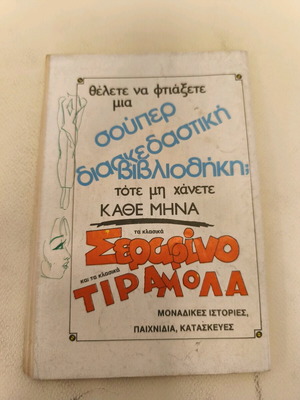 θέλετε να φτιάξετε
μια
σούπερ
διασκεδαστική
βιβλιοθήκη;
τότε μη χάνετε
ΚΑΘΕ ΜΗΝΑ
τα κλασικά
Σεραφίνο
και τα κλασικά
ΤΙΡΑΜΟΛΑ
ΜΟΝΑΔΙΚΕΣ ΙΣΤΟΡΙΕΣ,
ΠΑΙΧΝΙΔΙΑ, ΚΑΤΑΣΚΕΥΕΣ